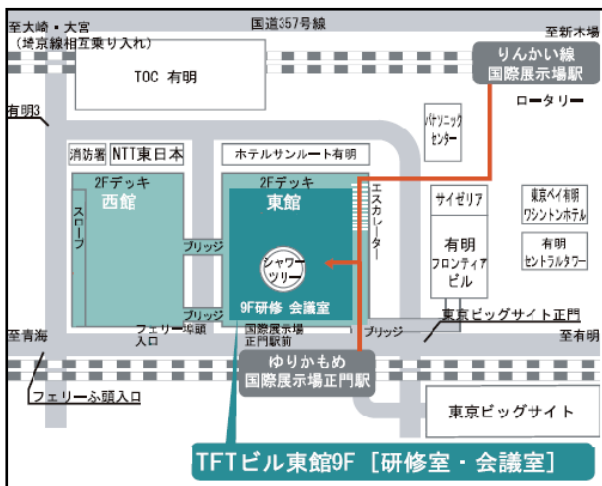 国道357号線
至大崎・大宮
(埼京線相互乗り入れ)
至新木場
TOC 有明
りんかい線
国際展示場駅
ロータリー
有明3
パナソニック
センター
消防署
NTT東日本
ホテルサンルート有明
2Fデッキ
西館
2Fデッキ
東館
エスカレーター
スロープ
サイゼリア
東京ベイ有明
ワシントンホテル
有明
フロンティア
ビル
有明
セントラルタワー
ブリッジ
シャワー
ツリー
9F研修 会議室
ブリッジ
東京ビッグサイト正門
至青海
フェリー埠頭
入口
国際展示場
正門駅前
ブリッジ
至有明
ゆりかもめ
国際展示場正門駅
フェリーふ頭入口
東京ビッグサイト
TFTビル東館9F [研修室・会議室]